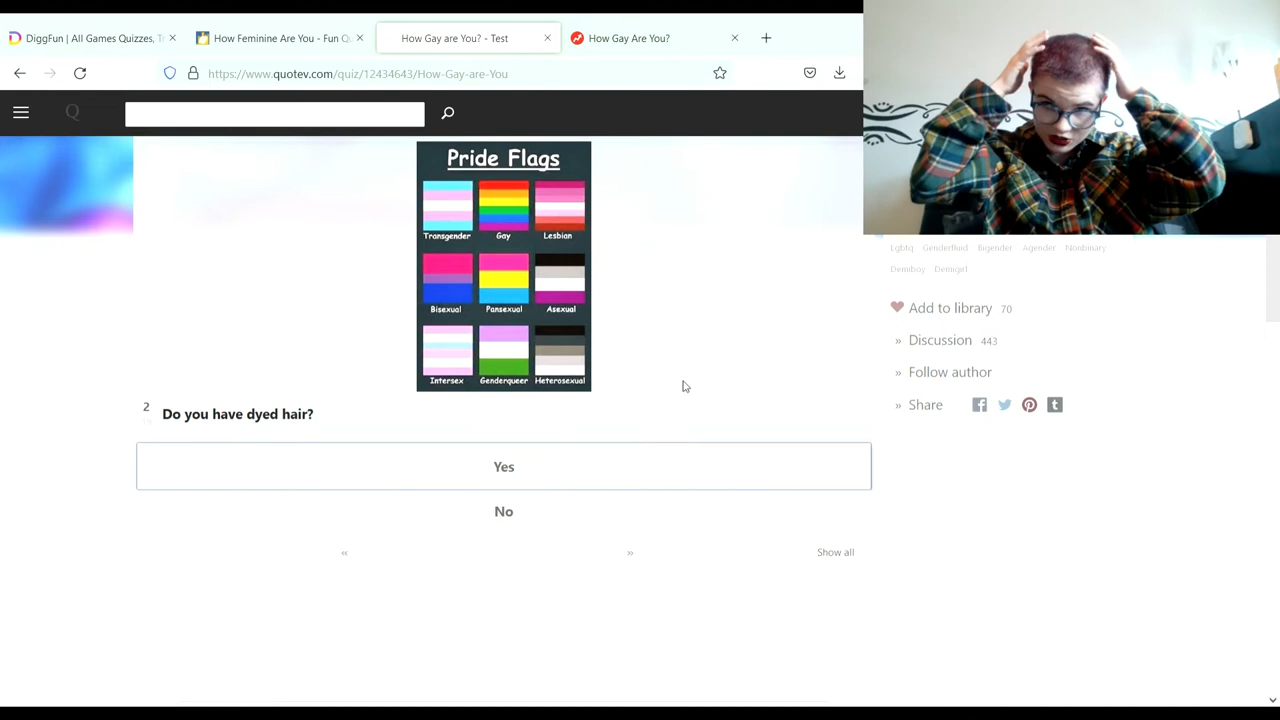 DiggFun | All Games Quizzes, T
How Feminine Are You - Fun Q
How Gay are You? - Test
How Gay Are You?
https://www.quotev.com/quiz/12434643/How-Gay-are-You
Q
Pride Flags
Transgender Gay Lesbian
Bisexual Pansexual Asexual
Intersex Genderqueer Heterosexual
2
Do you have dyed hair?
Yes
No
« » Show all
Lgbtq Genderfluid Bigender Agender Nonbinary
Demiboy Demigirl
Add to library 70
» Discussion 443
» Follow author
» Share